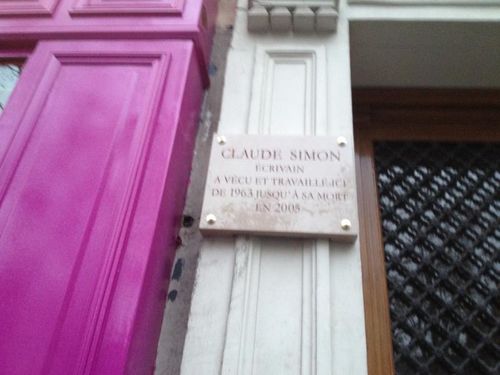 CLAUDE SIMON
ÉCRIVAIN
A VÉCU ET TRAVAILLÉ ICI
DE 1963 JUSQU'À SA MORT
EN 2005